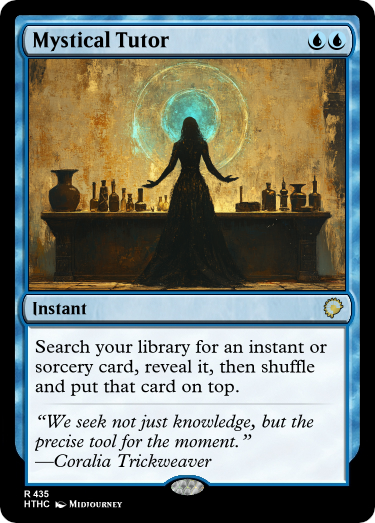 Mystical Tutor
Instant
Search your library for an instant or
sorcery card, reveal it, then shuffle
and put that card on top.
“We seek not just knowledge, but the
precise tool for the moment.”
—Coralia Trickweaver
R 435
HTHC Midjourney